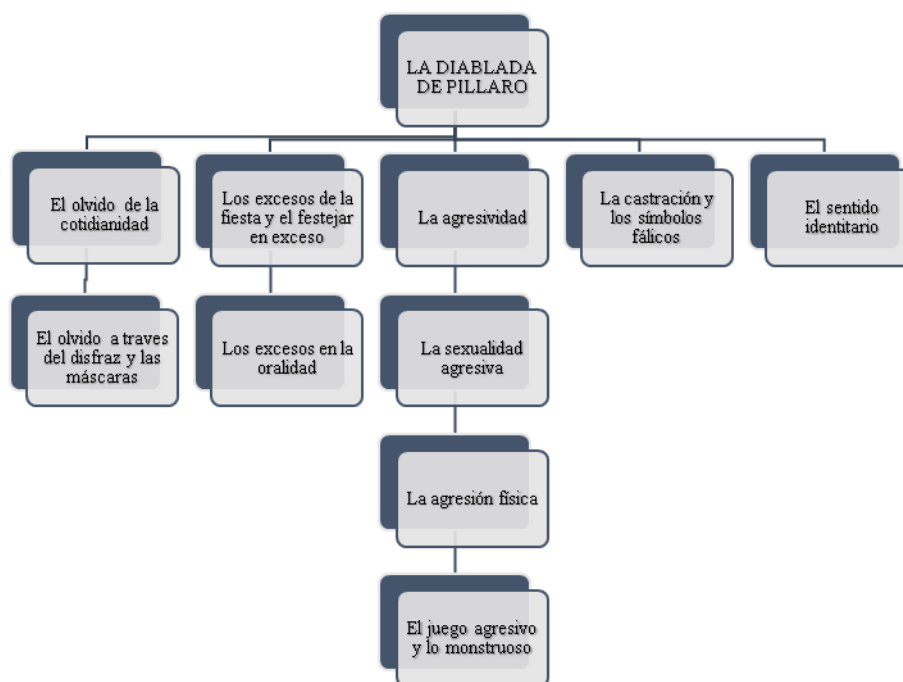 LA DIABLADA
DE PILLARO
El olvido de la
cotidianidad
Los excesos de la
fiesta y el festejar
en exceso
La agresividad
La castración y
los símbolos
fálicos
El sentido
identitario
El olvido a traves
del disfraz y las
máscaras
Los excesos en la
oralidad
La sexualidad
agresiva
La agresión física
El juego agresivo
y lo monstruoso